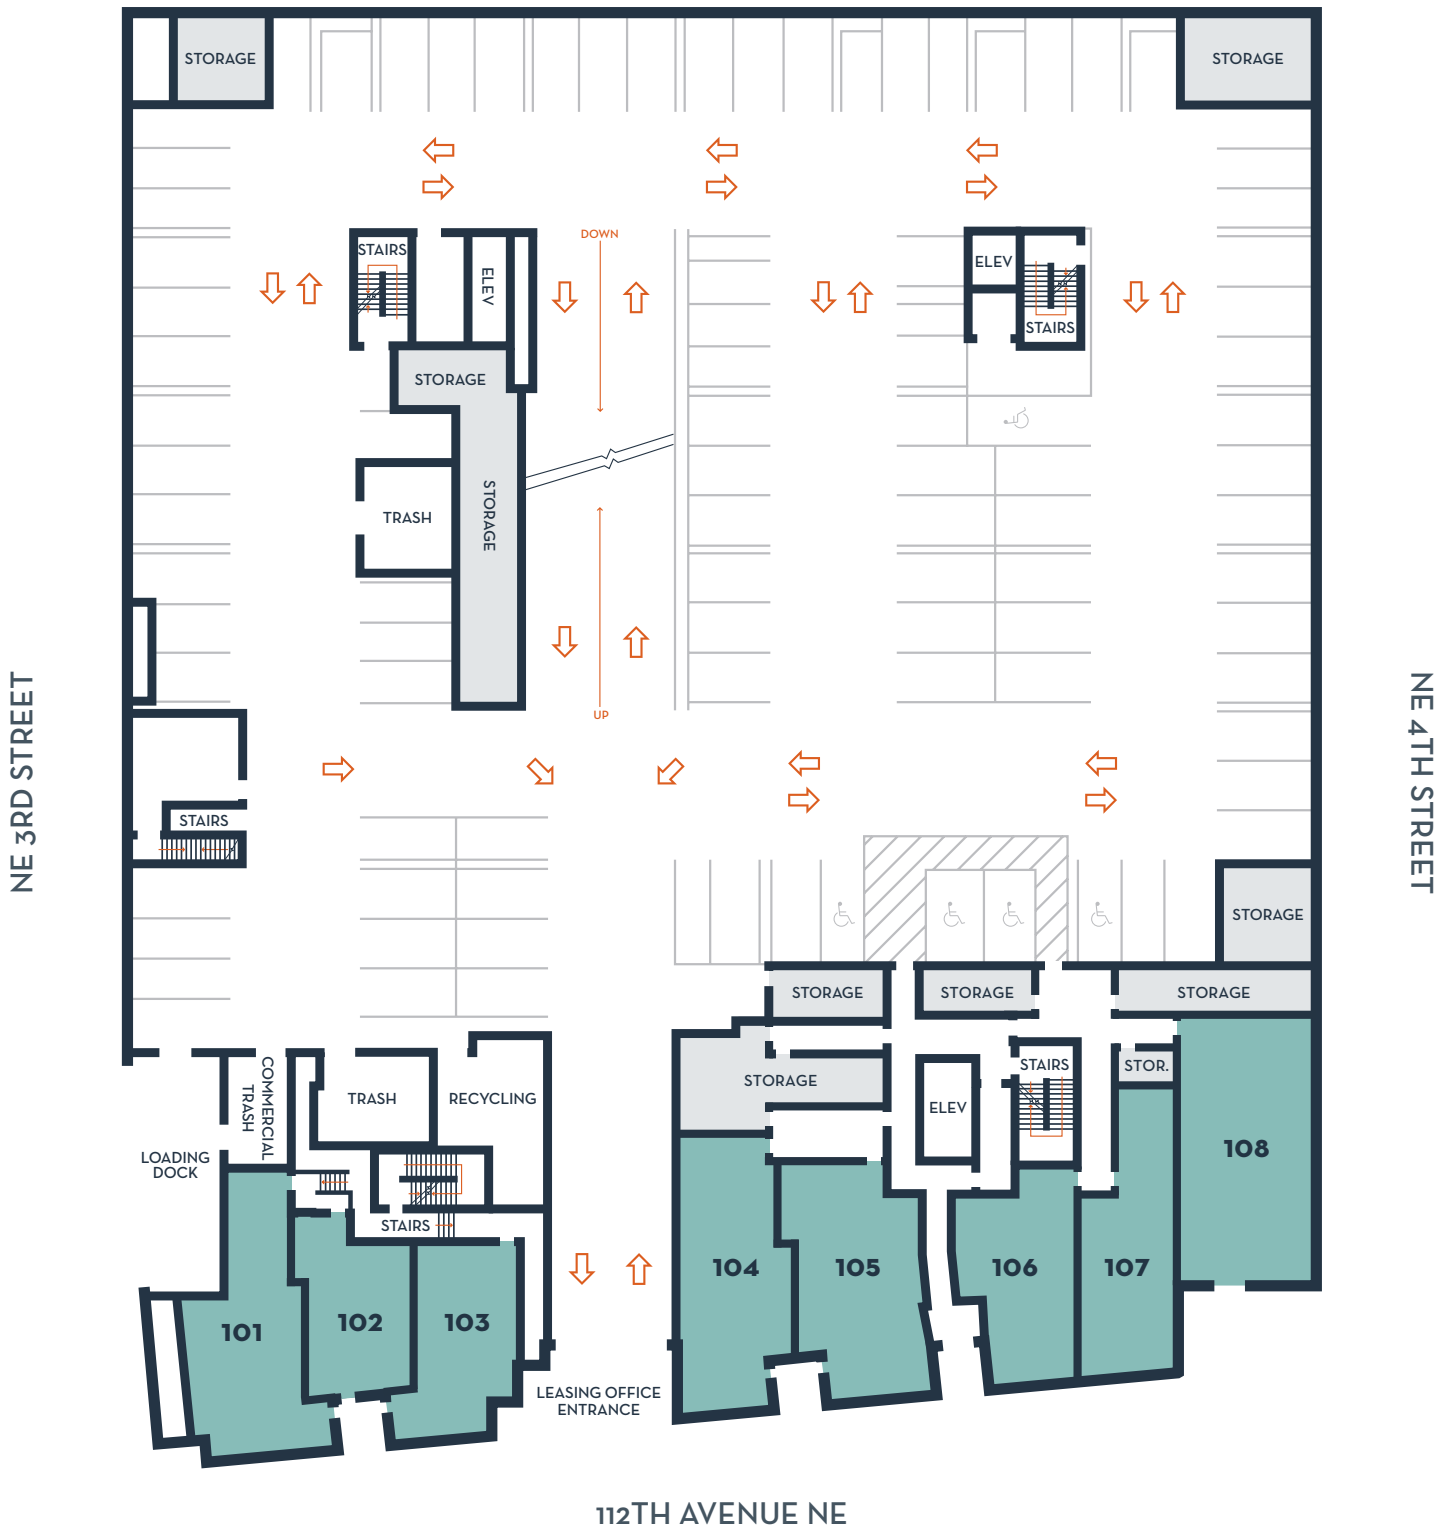 STORAGE
STORAGE
DOWN
STAIRS
ELEV
ELEV
STAIRS
STORAGE
STORAGE
TRASH
UP
NE 3RD STREET
NE 4TH STREET
STAIRS
STORAGE
STORAGE
STORAGE
STORAGE
STAIRS
STOR.
STORAGE
COMMERCIAL
TRASH
TRASH
RECYCLING
ELEV
LOADING
DOCK
108
STAIRS
104
105
106
107
101
102
103
LEASING OFFICE
ENTRANCE
112TH AVENUE NE